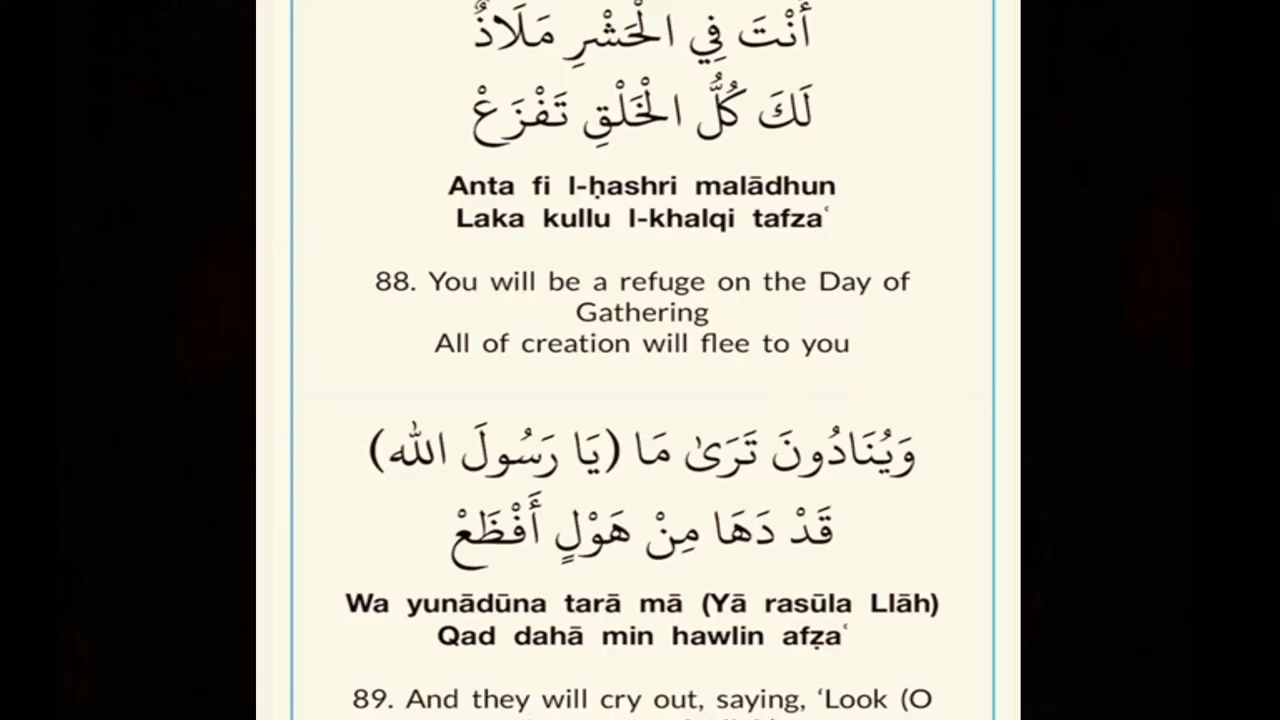 أَنْتَ فِي الْحَشْرِ مَلَاذٌ
لَكَ كُلُّ الْخَلْقِ تَفْزَعْ
Anta fi l-ḥashri malādhun
Laka kullu l-khalqi tafzaʿ
88. You will be a refuge on the Day of
Gathering
All of creation will flee to you
وَيُنَادُونَ تَرَىٰ مَا (يَا رَسُولَ اللّٰه)
قَدْ دَهَا مِنْ هَوْلٍ أَفْظَعْ
Wa yunādūna tarā mā (Yā rasūla Llāh)
Qad dahā min hawlin afẓaʿ
89. And they will cry out, saying, ‘Look (O